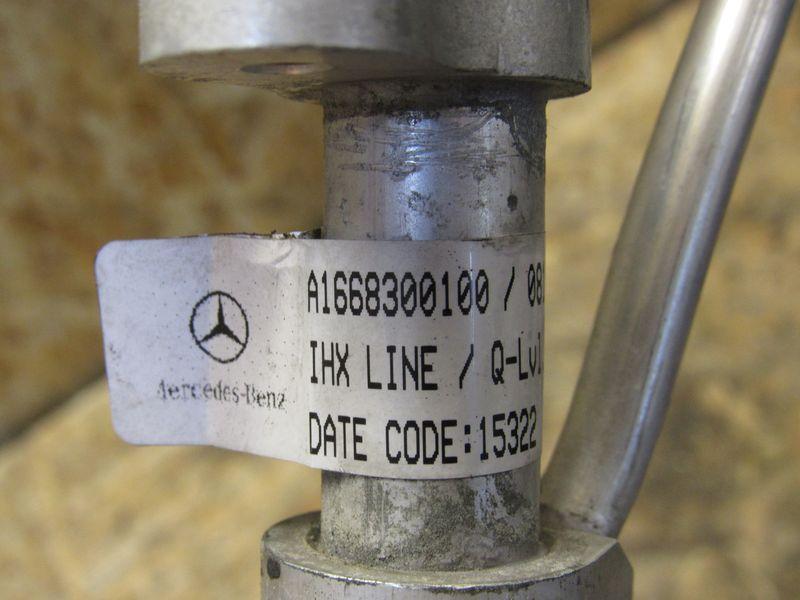 A1668300100 / 08
IHX LINE / Q-Lvl
DATE CODE:15322
Mercedes-Benz